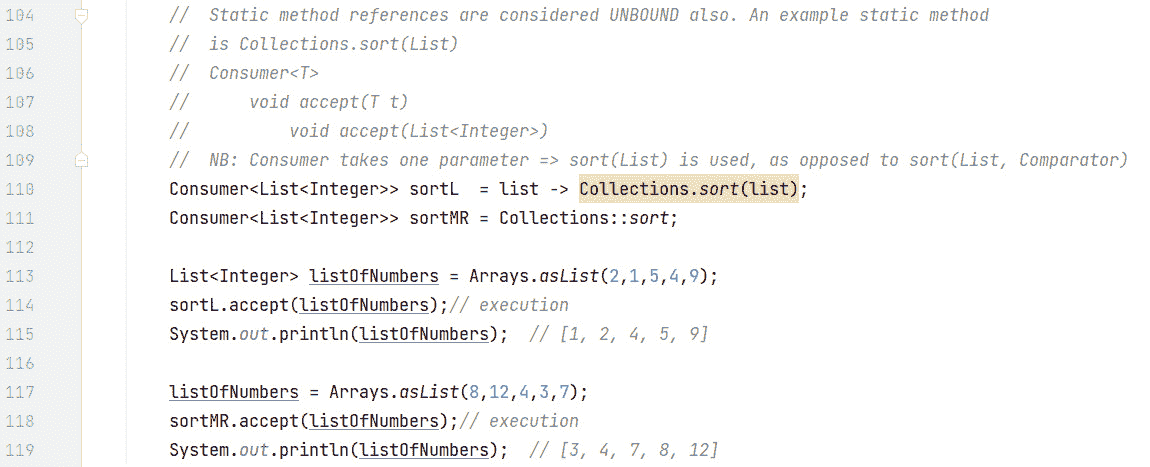 104 // Static method references are considered UNBOUND also. An example static method
105 // is Collections.sort(List)
106 // Consumer<T>
107 //     void accept(T t)
108 //         void accept(List<Integer>)
109 // NB: Consumer takes one parameter => sort(List) is used, as opposed to sort(List, Comparator)
110 Consumer<List<Integer>> sortL  = list -> Collections.sort(list);
111 Consumer<List<Integer>> sortMR = Collections::sort;
112
113 List<Integer> listOfNumbers = Arrays.asList(2,1,5,4,9);
114 sortL.accept(listOfNumbers);// execution
115 System.out.println(listOfNumbers);  // [1, 2, 4, 5, 9]
116
117 listOfNumbers = Arrays.asList(8,12,4,3,7);
118 sortMR.accept(listOfNumbers);// execution
119 System.out.println(listOfNumbers);  // [3, 4, 7, 8, 12]